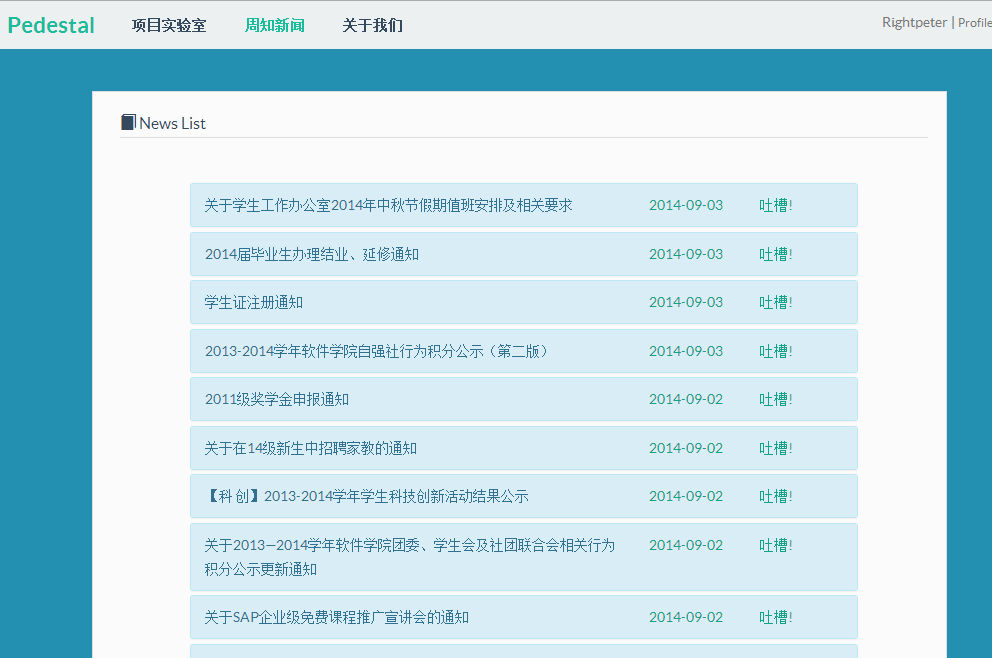 Pedestal 项目实验室 周知新闻 关于我们 Rightpeter | Profile
News List
关于学生工作办公室2014年中秋节假期值班安排及相关要求 2014-09-03 吐槽!
2014届毕业生办理结业、延修通知 2014-09-03 吐槽!
学生证注册通知 2014-09-03 吐槽!
2013-2014学年软件学院自强社行为积分公示（第二版） 2014-09-03 吐槽!
2011级奖学金申报通知 2014-09-02 吐槽!
关于在14级新生中招聘家教的通知 2014-09-02 吐槽!
【科创】2013-2014学年学生科技创新活动结果公示 2014-09-02 吐槽!
关于2013—2014学年软件学院团委、学生会及社团联合会相关行为 2014-09-02 吐槽!
积分公示更新通知
关于SAP企业级免费课程推广宣讲会的通知 2014-09-02 吐槽!